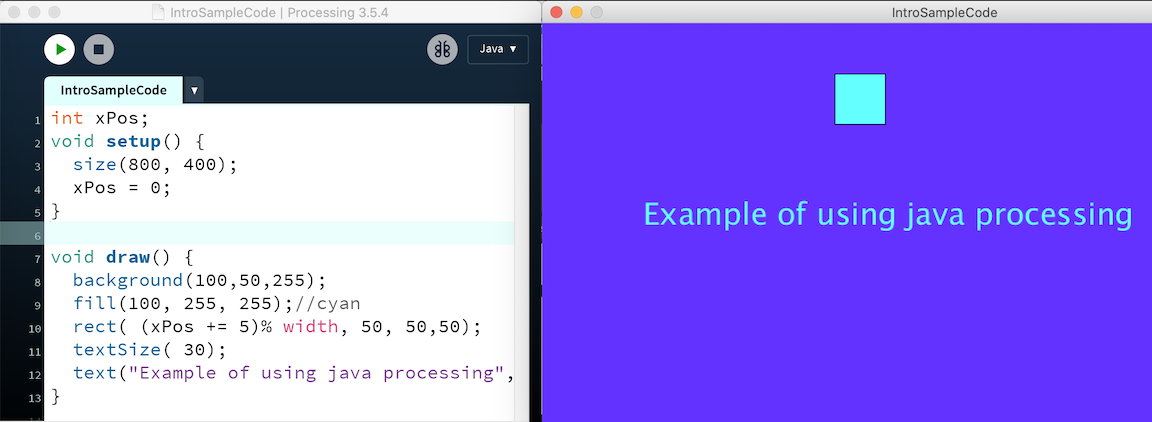 IntroSampleCode | Processing 3.5.4
Java ▼
IntroSampleCode ▼
1 int xPos;
2 void setup() {
3 size(800, 400);
4 xPos = 0;
5 }
6
7 void draw() {
8 background(100,50,255);
9 fill(100, 255, 255);//cyan
10 rect( (xPos += 5)% width, 50, 50,50);
11 textSize( 30);
12 text("Example of using java processing",
13 }
IntroSampleCode
Example of using java processing